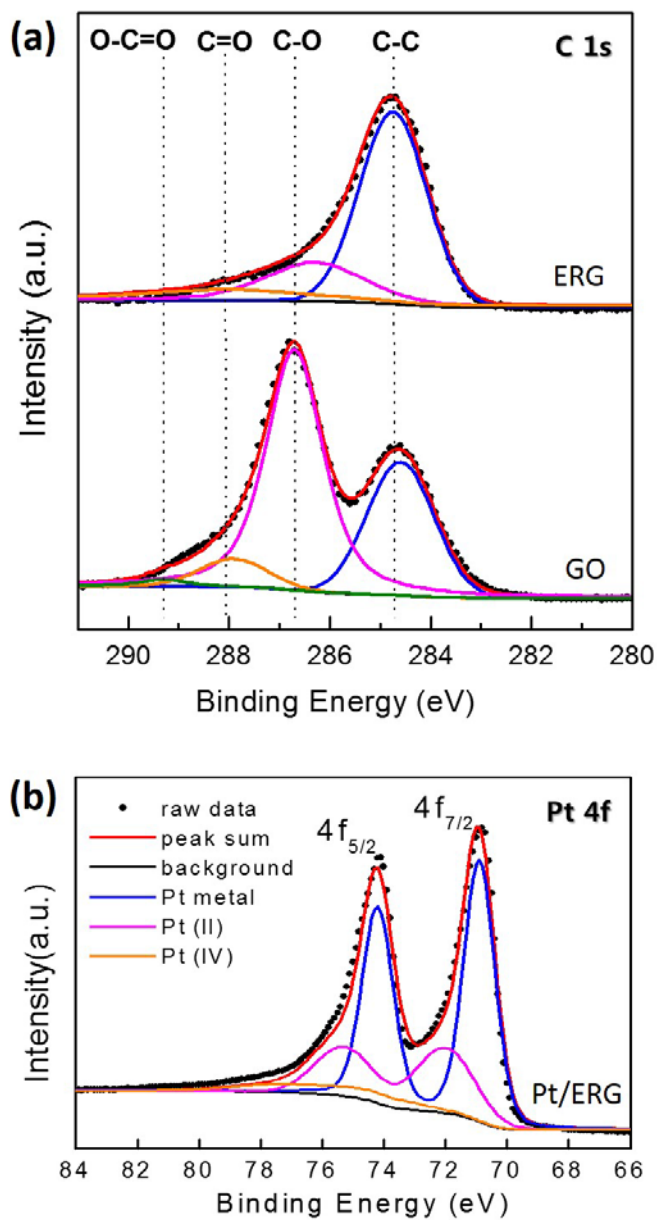 (a)
O-C=O C=O C-O C-C C 1s
ERG
GO
Intensity (a.u.)
290 288 286 284 282 280
Binding Energy (eV)
(b)
raw data
peak sum
background
Pt metal
Pt (II)
Pt (IV)
4f5/2
4f7/2
Pt 4f
Pt/ERG
Intensity(a.u.)
84 82 80 78 76 74 72 70 68 66
Binding Energy (eV)